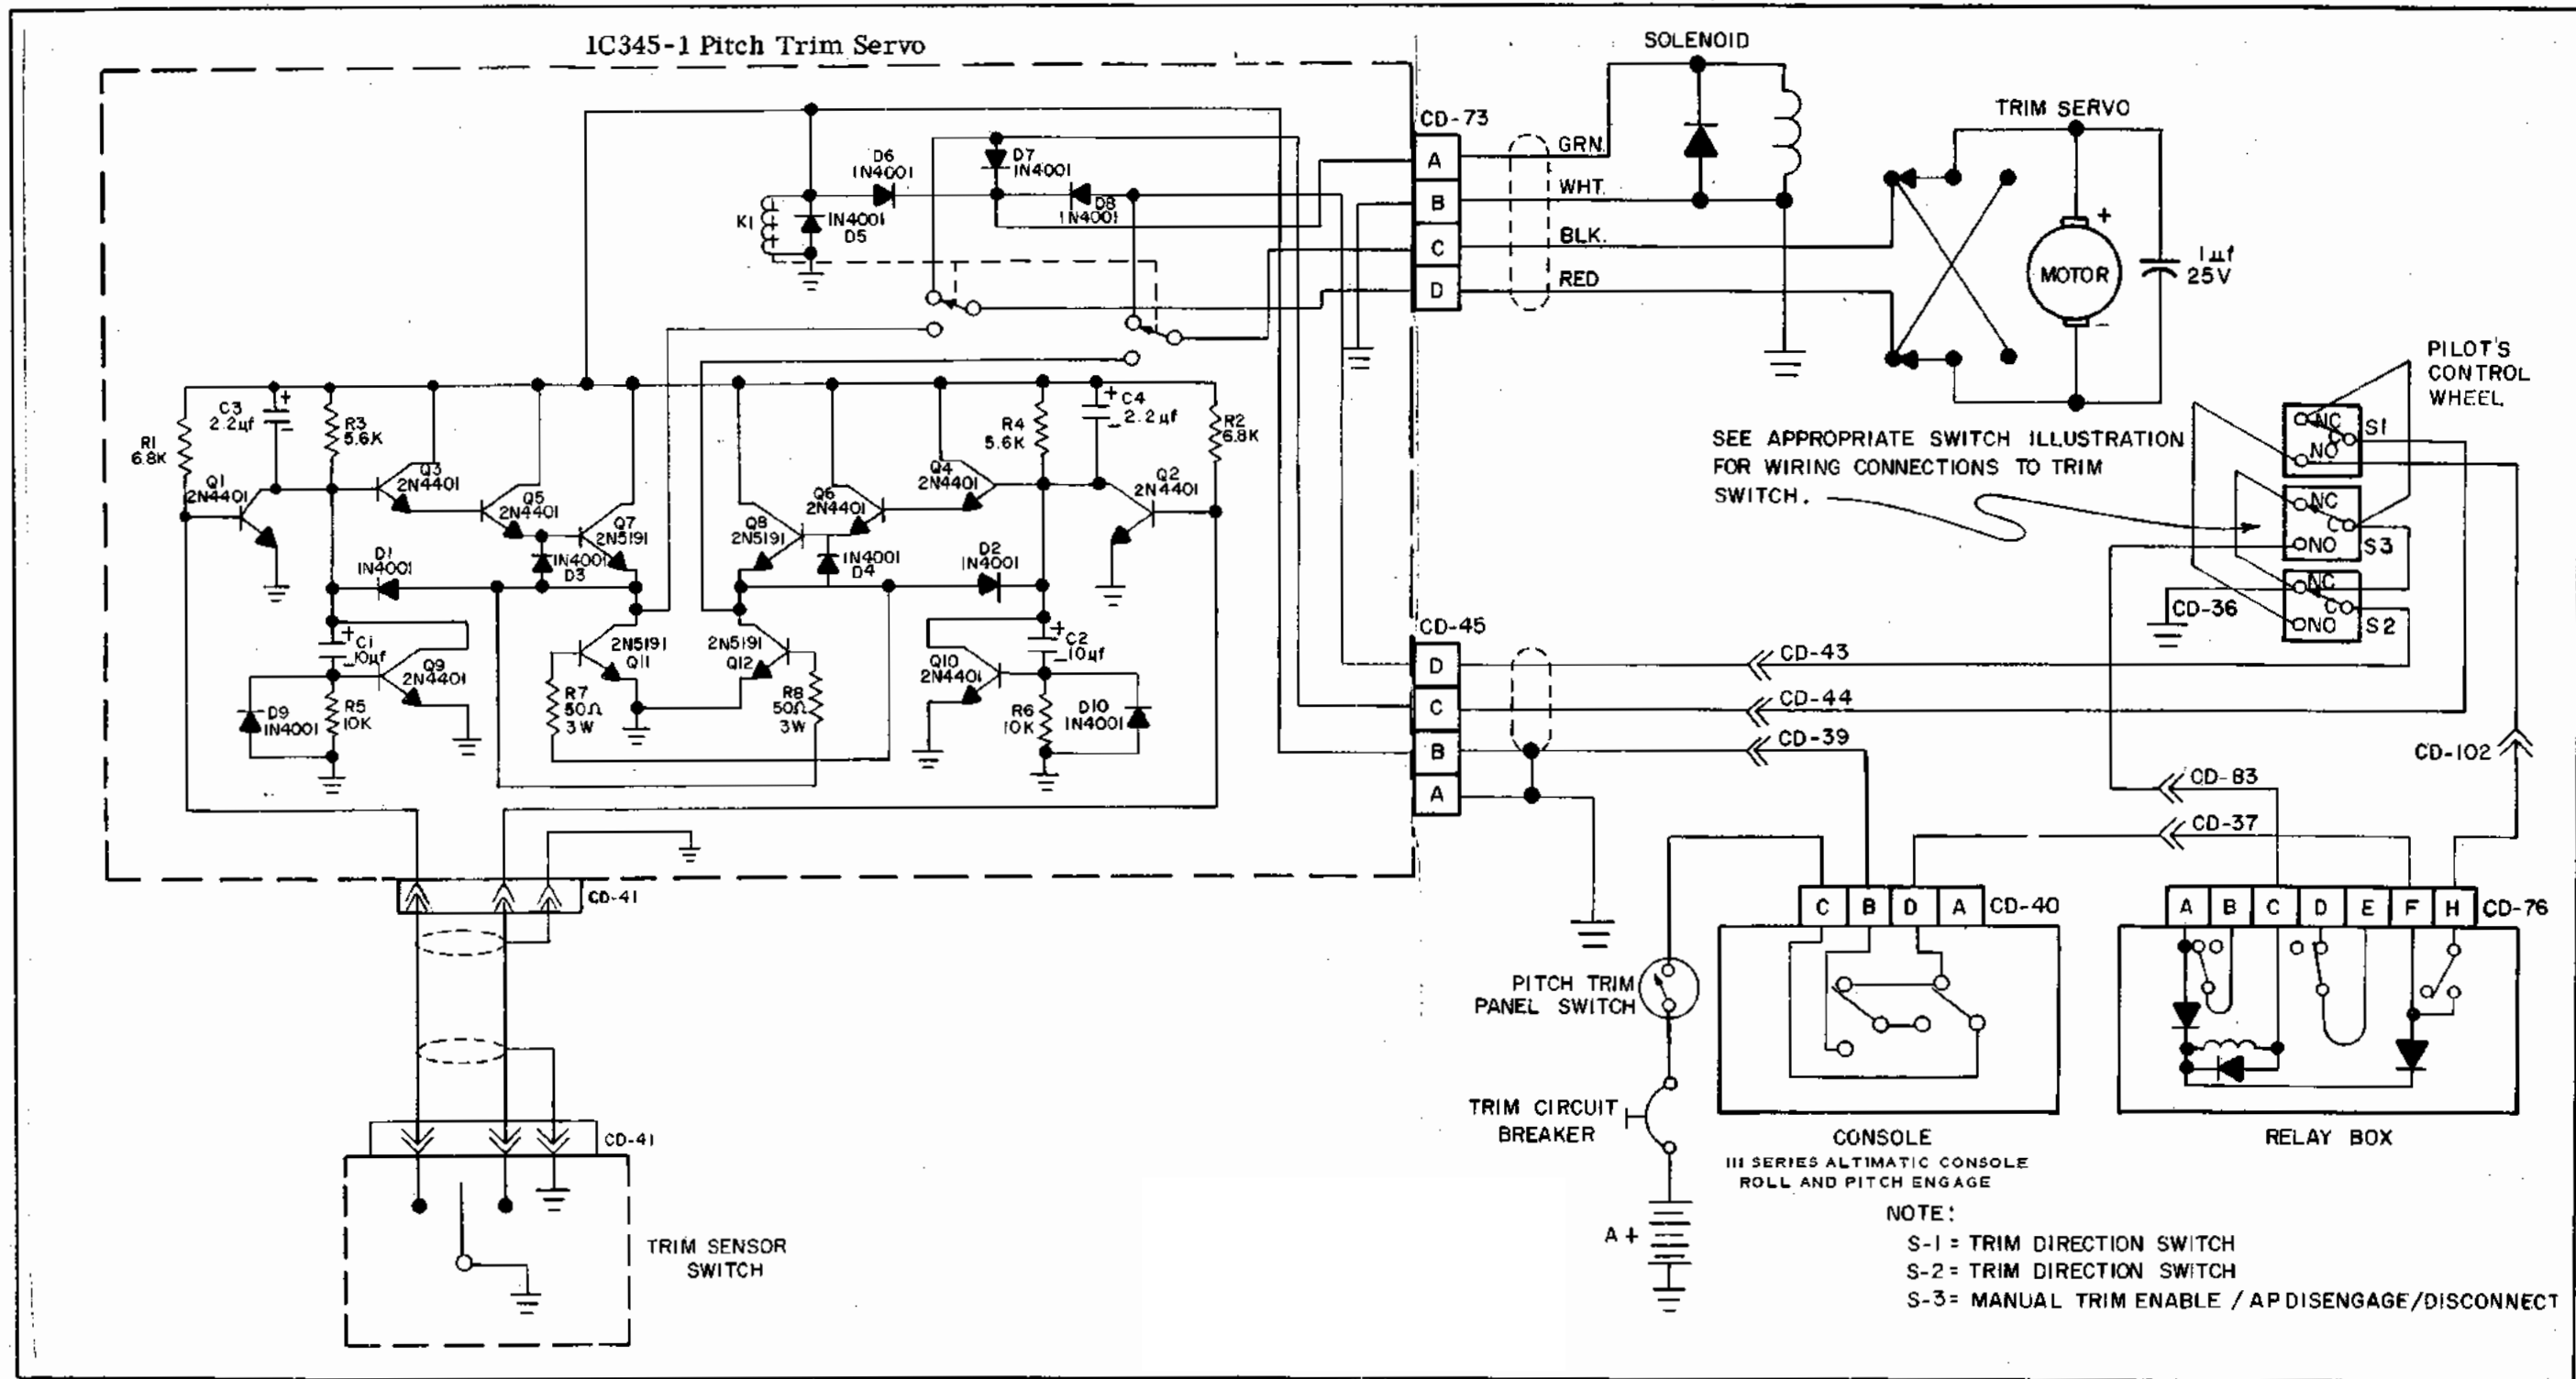 1C345-1 Pitch Trim Servo
SOLENOID
TRIM SERVO
CD-73
A
B
C
D
GRN.
WHT.
BLK.
RED
+
MOTOR
−
1µf
25V
D6
1N4001
D7
1N4001
D8
1N4001
K1
1N4001
D5
PILOT'S
CONTROL
WHEEL
SEE APPROPRIATE SWITCH ILLUSTRATION
FOR WIRING CONNECTIONS TO TRIM
SWITCH.
NC
C
NO
S1
NC
C
NO
S3
NC
C
NO
S2
CD-36
R1
6.8K
C3
2.2µf
+
−
R3
5.6K
Q1
2N4401
Q3
2N4401
Q5
2N4401
Q7
2N5191
D1
1N4001
1N4001
D3
C1
10µf
+
−
Q9
2N4401
D9
1N4001
R5
10K
2N5191
Q11
R7
50Ω
3W
Q8
2N5191
Q6
2N4401
Q4
2N4401
R4
5.6K
+
C4
2.2µf
−
R2
6.8K
Q2
2N4401
1N4001
D4
D2
1N4001
2N5191
Q12
R8
50Ω
3W
Q10
2N4401
+
C2
10µf
−
R6
10K
D10
1N4001
CD-45
D
C
B
A
CD-43
CD-44
CD-39
CD-102
CD-83
CD-37
CD-41
CD-41
TRIM SENSOR
SWITCH
C
B
D
A
CD-40
A
B
C
D
E
F
H
CD-76
PITCH TRIM
PANEL SWITCH
TRIM CIRCUIT
BREAKER
A+
CONSOLE
III SERIES ALTIMATIC CONSOLE
ROLL AND PITCH ENGAGE
RELAY BOX
NOTE:
S-1 = TRIM DIRECTION SWITCH
S-2 = TRIM DIRECTION SWITCH
S-3 = MANUAL TRIM ENABLE / AP DISENGAGE/DISCONNECT